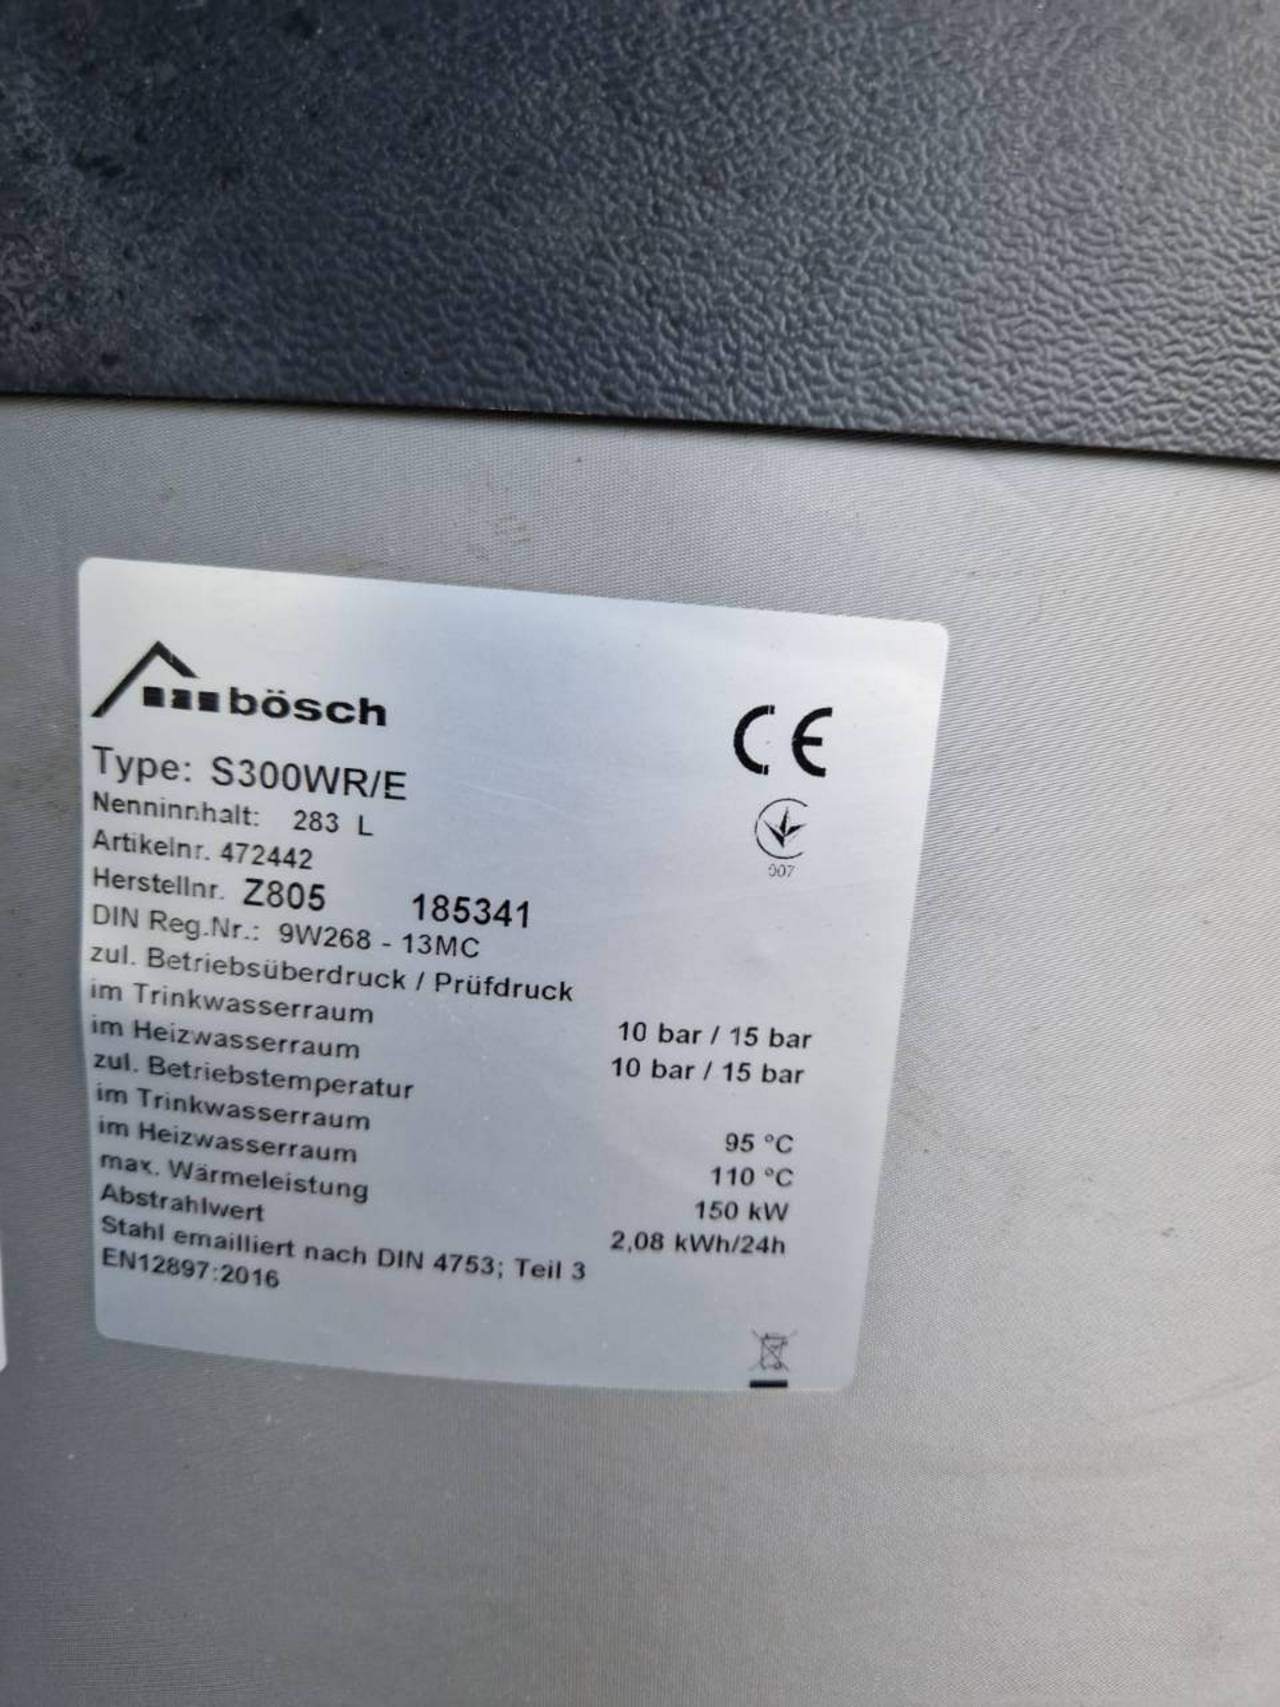 bösch
CE
Type: S300WR/E
Nenninnhalt: 283 L
007
Artikelnr. 472442
Herstellnr. Z805 185341
DIN Reg.Nr.: 9W268 - 13MC
zul. Betriebsüberdruck / Prüfdruck
im Trinkwasserraum 10 bar / 15 bar
im Heizwasserraum 10 bar / 15 bar
zul. Betriebstemperatur
im Trinkwasserraum 95 °C
im Heizwasserraum 110 °C
max. Wärmeleistung 150 kW
Abstrahlwert 2,08 kWh/24h
Stahl emailliert nach DIN 4753; Teil 3
EN12897:2016